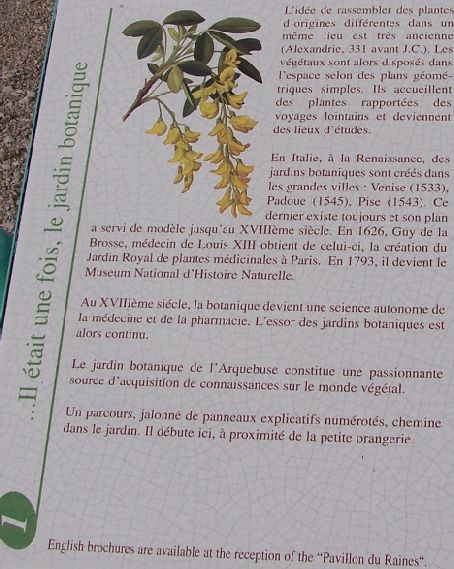 ...Il était une fois, le jardin botanique
L'idée de rassembler des plantes
d'origines différentes dans un
même lieu est très ancienne
(Alexandrie, 331 avant J.C.). Les
végétaux sont alors disposés dans
l'espace selon des plans géomé-
triques simples. Ils accueillent
des plantes rapportées des
voyages lointains et deviennent
des lieux d'études.
En Italie, à la Renaissance, des
jardins botaniques sont créés dans
les grandes villes : Venise (1533),
Padoue (1545), Pise (1543). Ce
dernier existe toujours et son plan
a servi de modèle jusqu'au XVIIIème siècle. En 1626, Guy de la
Brosse, médecin de Louis XIII obtient de celui-ci, la création du
Jardin Royal de plantes médicinales à Paris. En 1793, il devient le
Museum National d'Histoire Naturelle.
Au XVIIième siécle, la botanique devient une science autonome de
la médecine et de la pharmacie. L'essor des jardins botaniques est
alors continu.
Le jardin botanique de l'Arquebuse constitue une passionnante
source d'acquisition de connaissances sur le monde végétal.
Un parcours, jalonné de panneaux explicatifs numérotés, chemine
dans le jardin. Il débute ici, à proximité de la petite orangerie.
1
English brochures are available at the reception of the "Pavillon du Raines".